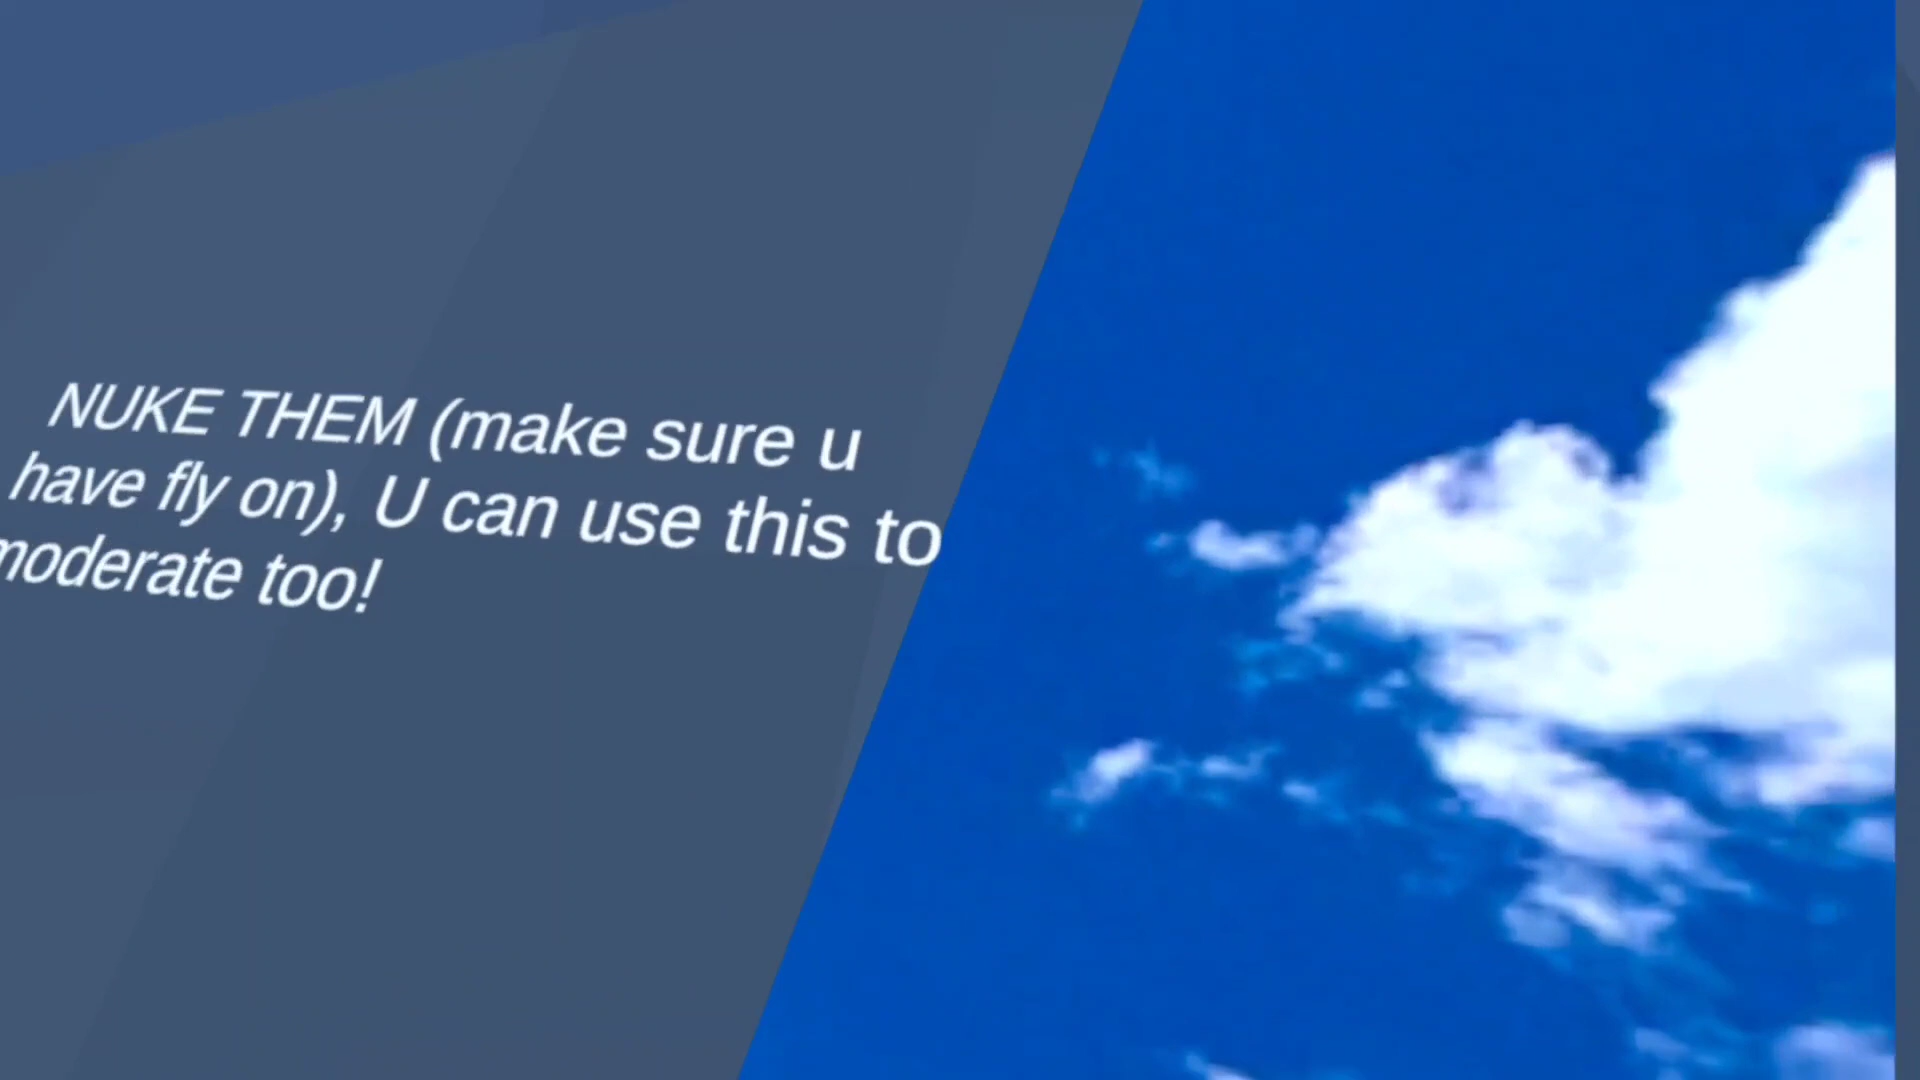 NUKE THEM (make sure u
have fly on), U can use this to
moderate too!